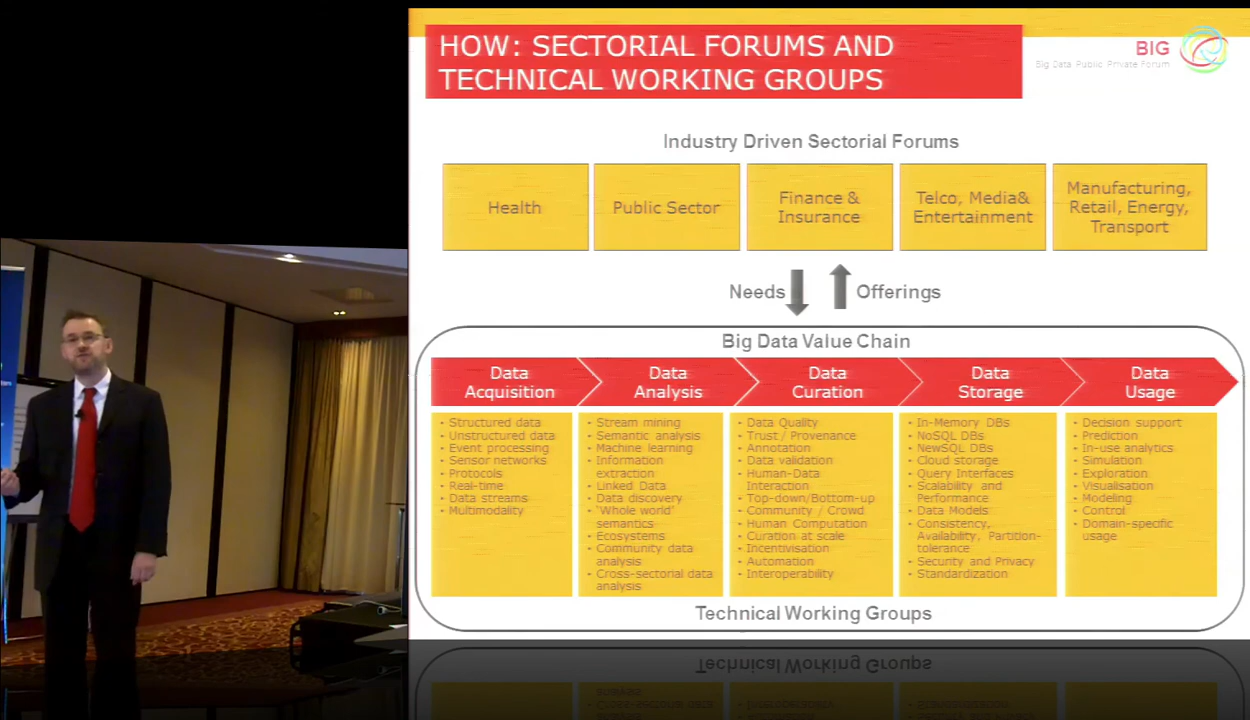 HOW: SECTORIAL FORUMS AND
TECHNICAL WORKING GROUPS
BIG
Big Data Public Private Forum
Industry Driven Sectorial Forums
Health
Public Sector
Finance &
Insurance
Telco, Media&
Entertainment
Manufacturing,
Retail, Energy,
Transport
Needs
Offerings
Big Data Value Chain
Data
Acquisition
Data
Analysis
Data
Curation
Data
Storage
Data
Usage
• Structured data
• Unstructured data
• Event processing
• Sensor networks
• Protocols
• Real-time
• Data streams
• Multimodality
• Stream mining
• Semantic analysis
• Machine learning
• Information
extraction
• Linked Data
• Data discovery
• 'Whole world'
semantics
• Ecosystems
• Community data
analysis
• Cross-sectorial data
analysis
• Data Quality
• Trust / Provenance
• Annotation
• Data validation
• Human-Data
Interaction
• Top-down/Bottom-up
• Community / Crowd
• Human Computation
• Curation at scale
• Incentivisation
• Automation
• Interoperability
• In-Memory DBs
• NoSQL DBs
• NewSQL DBs
• Cloud storage
• Query Interfaces
• Scalability and
Performance
• Data Models
• Consistency,
Availability, Partition-
tolerance
• Security and Privacy
• Standardization
• Decision support
• Prediction
• In-use analytics
• Simulation
• Exploration
• Visualisation
• Modeling
• Control
• Domain-specific
usage
Technical Working Groups